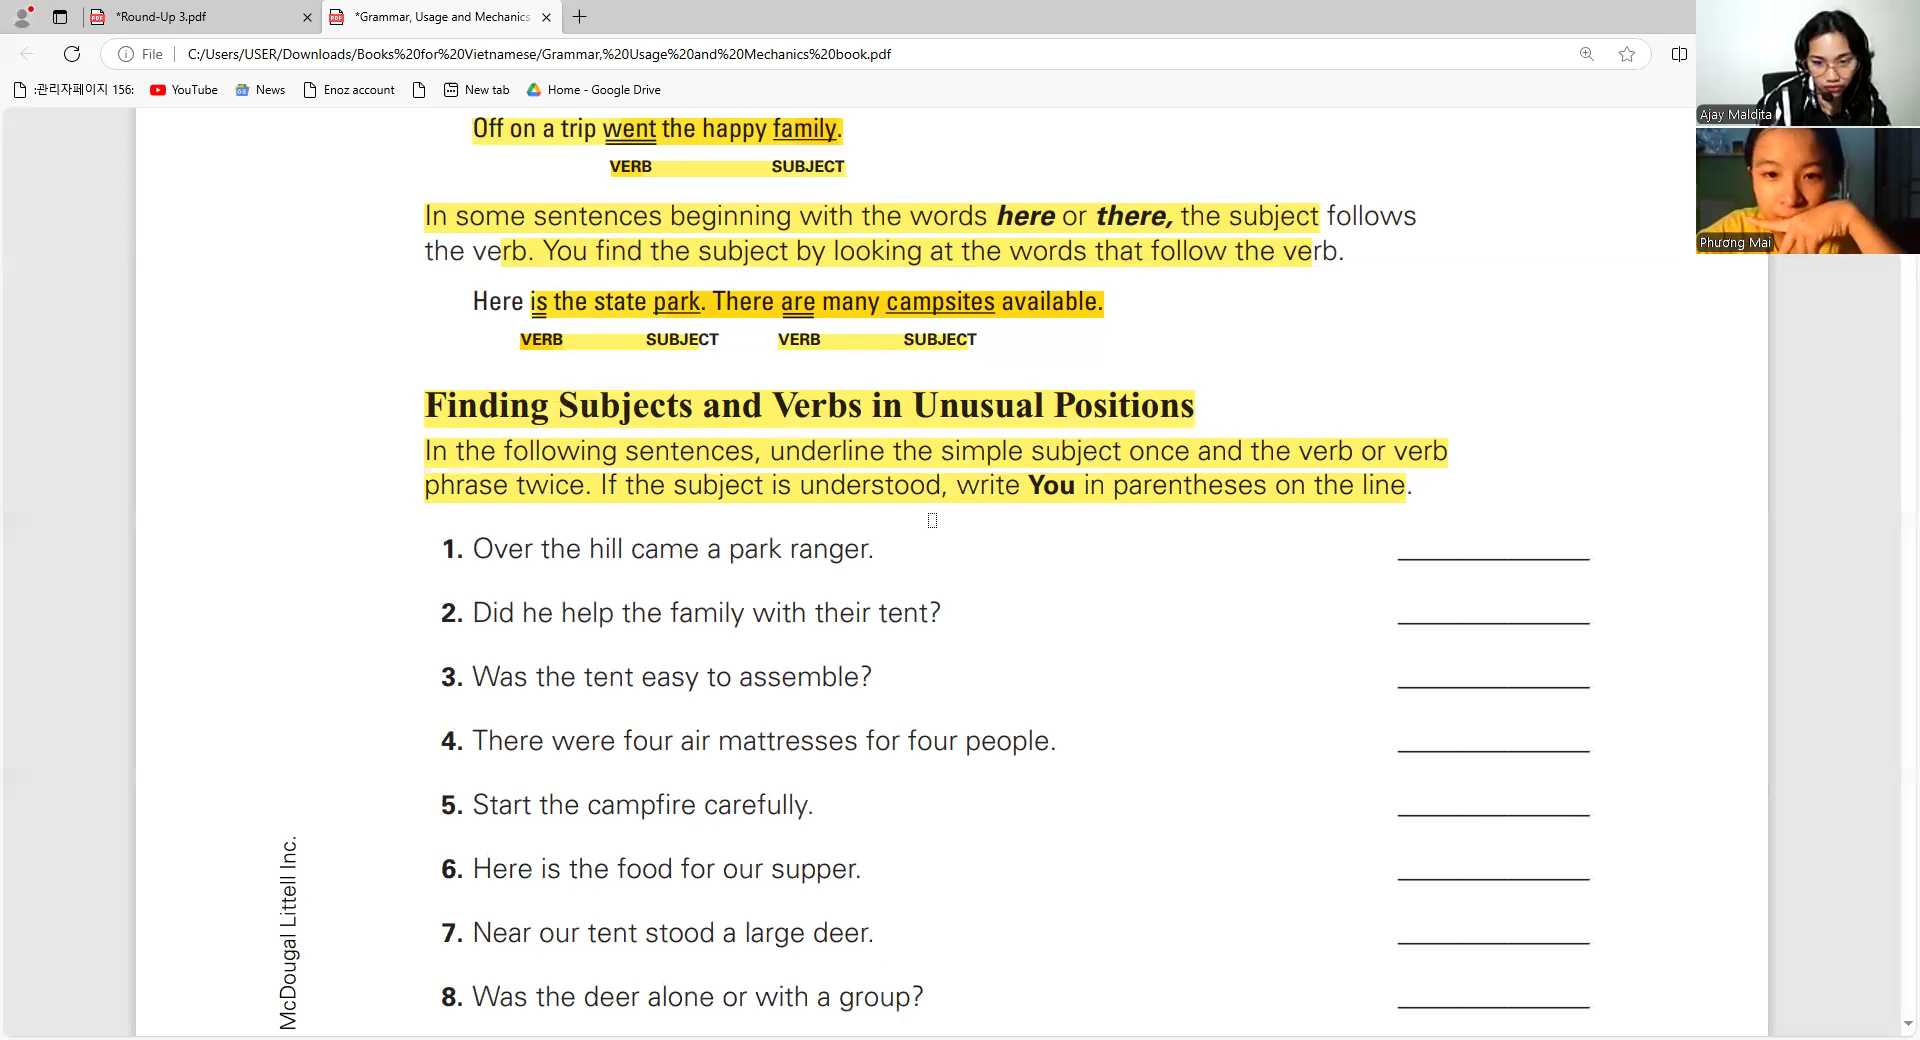 *Round-Up 3.pdf
*Grammar, Usage and Mechanics
File
C:/Users/USER/Downloads/Books%20for%20Vietnamese/Grammar,%20Usage%20and%20Mechanics%20book.pdf
:관리자페이지 156:
YouTube
News
Enoz account
New tab
Home - Google Drive
Ajay Maldita
Phương Mai
Off on a trip went the happy family.
VERB SUBJECT
In some sentences beginning with the words here or there, the subject follows
the verb. You find the subject by looking at the words that follow the verb.
Here is the state park. There are many campsites available.
VERB SUBJECT VERB SUBJECT
Finding Subjects and Verbs in Unusual Positions
In the following sentences, underline the simple subject once and the verb or verb
phrase twice. If the subject is understood, write You in parentheses on the line.
1. Over the hill came a park ranger.
2. Did he help the family with their tent?
3. Was the tent easy to assemble?
4. There were four air mattresses for four people.
5. Start the campfire carefully.
6. Here is the food for our supper.
7. Near our tent stood a large deer.
8. Was the deer alone or with a group?
McDougal Littell Inc.